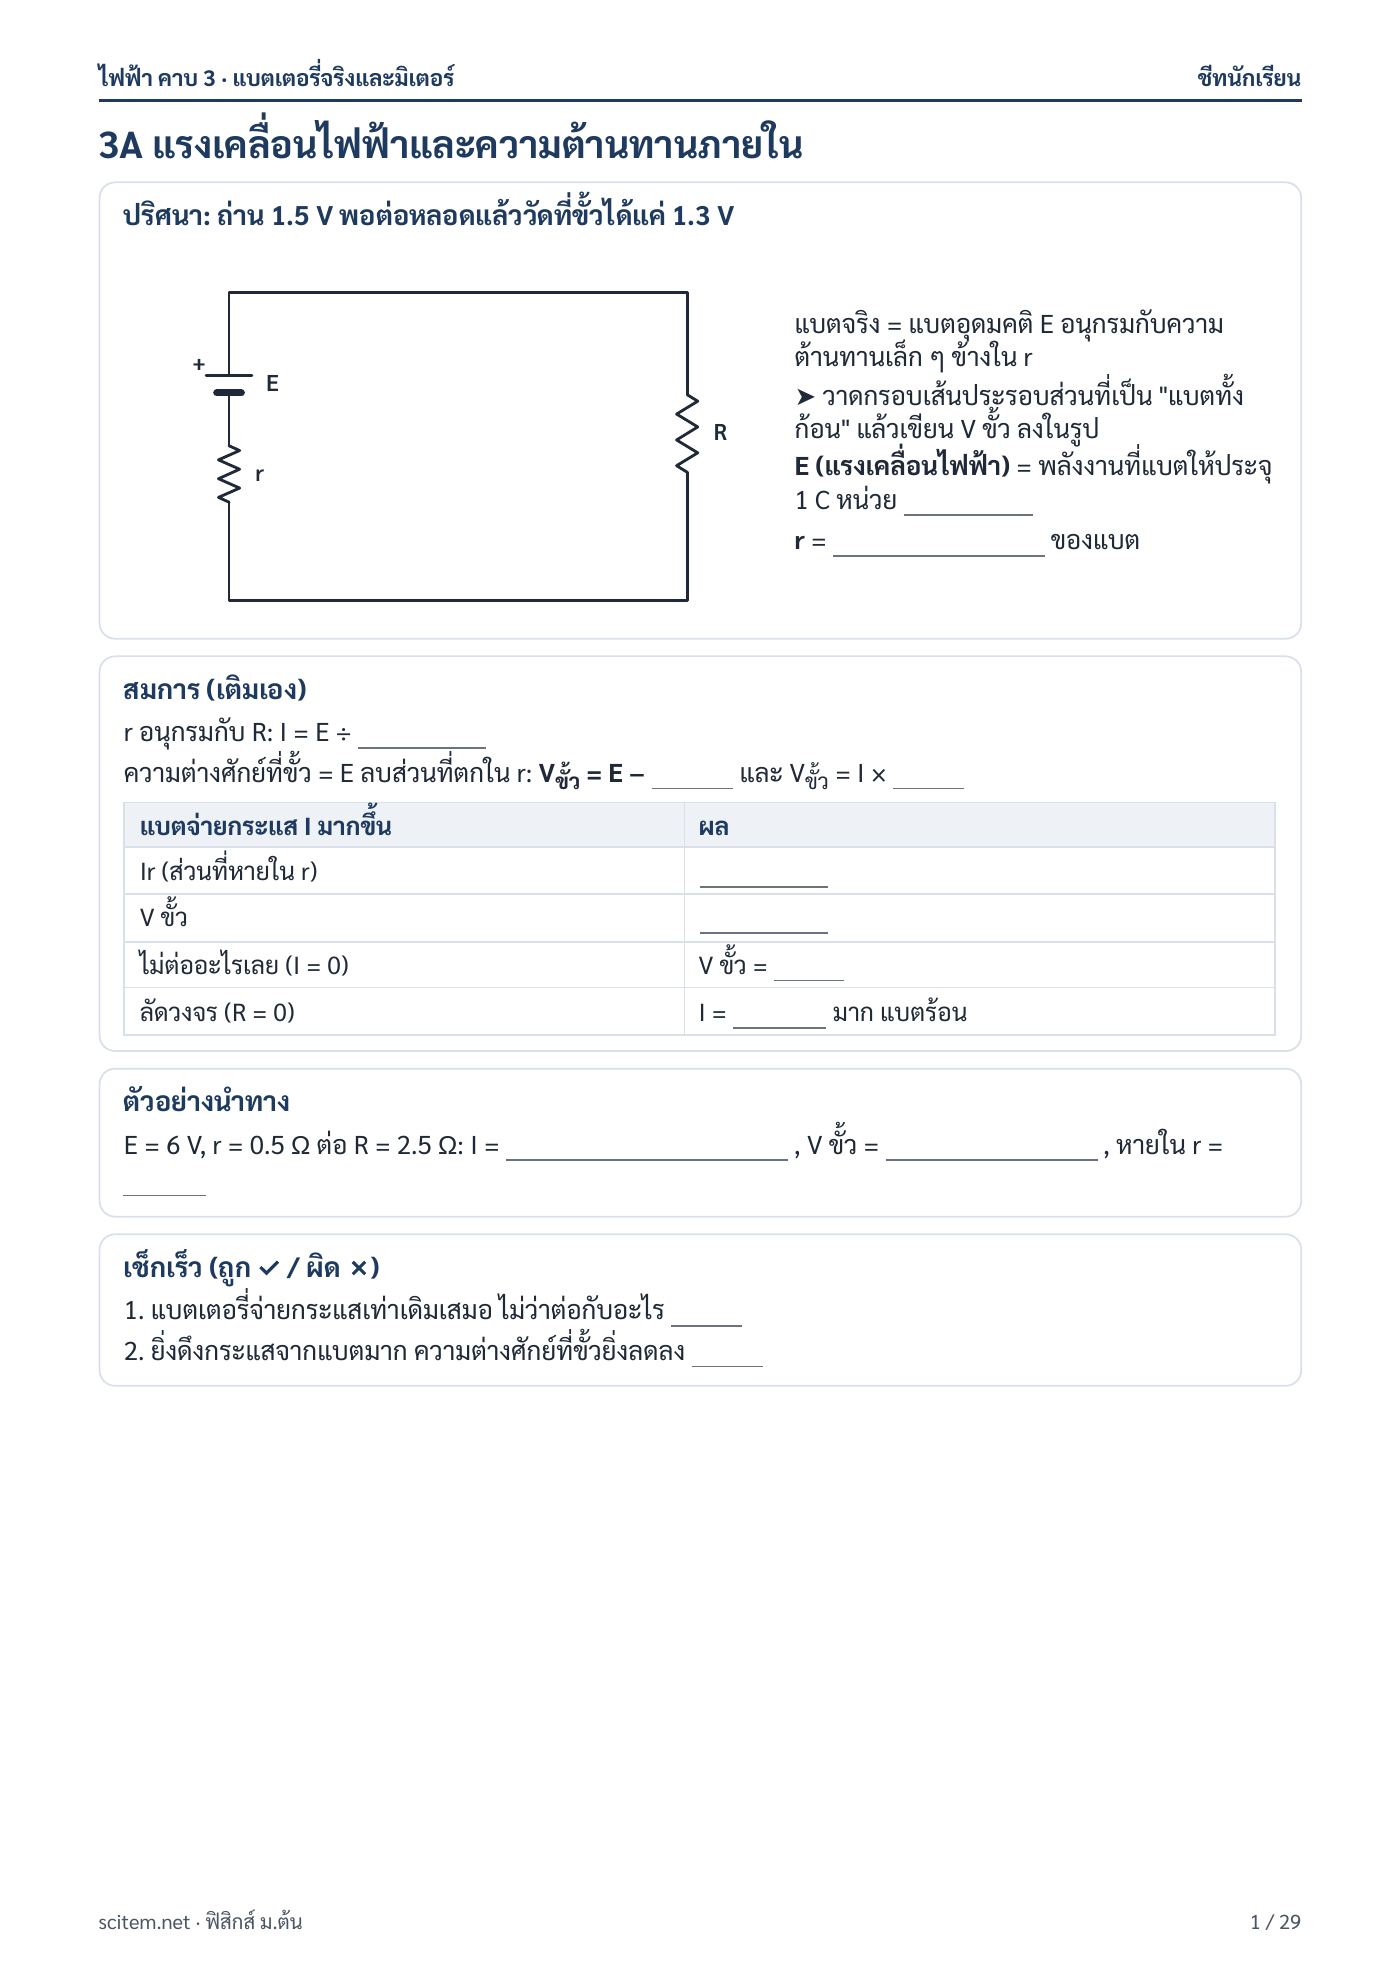 ไฟฟ้า คาบ 3 · แบตเตอรี่จริงและมิเตอร์
ชีทนักเรียน
3A แรงเคลื่อนไฟฟ้าและความต้านทานภายใน
ปริศนา: ถ่าน 1.5 V พอต่อหลอดแล้ววัดที่ขั้วได้แค่ 1.3 V
+
E
r
R
แบตจริง = แบตอุดมคติ E อนุกรมกับความ
ต้านทานเล็ก ๆ ข้างใน r
➤ วาดกรอบเส้นประรอบส่วนที่เป็น "แบตทั้ง
ก้อน" แล้วเขียน V ขั้ว ลงในรูป
E (แรงเคลื่อนไฟฟ้า) = พลังงานที่แบตให้ประจุ
1 C หน่วย __________
r = __________ ของแบต
สมการ (เติมเอง)
r อนุกรมกับ R: I = E ÷ __________
ความต่างศักย์ที่ขั้ว = E ลบส่วนที่ตกใน r: Vขั้ว = E − ______ และ Vขั้ว = I × ______
แบตจ่ายกระแส I มากขึ้น
ผล
Ir (ส่วนที่หายใน r)
__________
V ขั้ว
__________
ไม่ต่ออะไรเลย (I = 0)
V ขั้ว = ______
ลัดวงจร (R = 0)
I = _______ มาก แบตร้อน
ตัวอย่างนำทาง
E = 6 V, r = 0.5 Ω ต่อ R = 2.5 Ω: I = ____________________ , V ขั้ว = _______________ , หายใน r =
______
เช็กเร็ว (ถูก ✓ / ผิด ✕)
1. แบตเตอรี่จ่ายกระแสเท่าเดิมเสมอ ไม่ว่าต่อกับอะไร _____
2. ยิ่งดึงกระแสจากแบตมาก ความต่างศักย์ที่ขั้วยิ่งลดลง _____
scitem.net · ฟิสิกส์ ม.ต้น
1 / 29